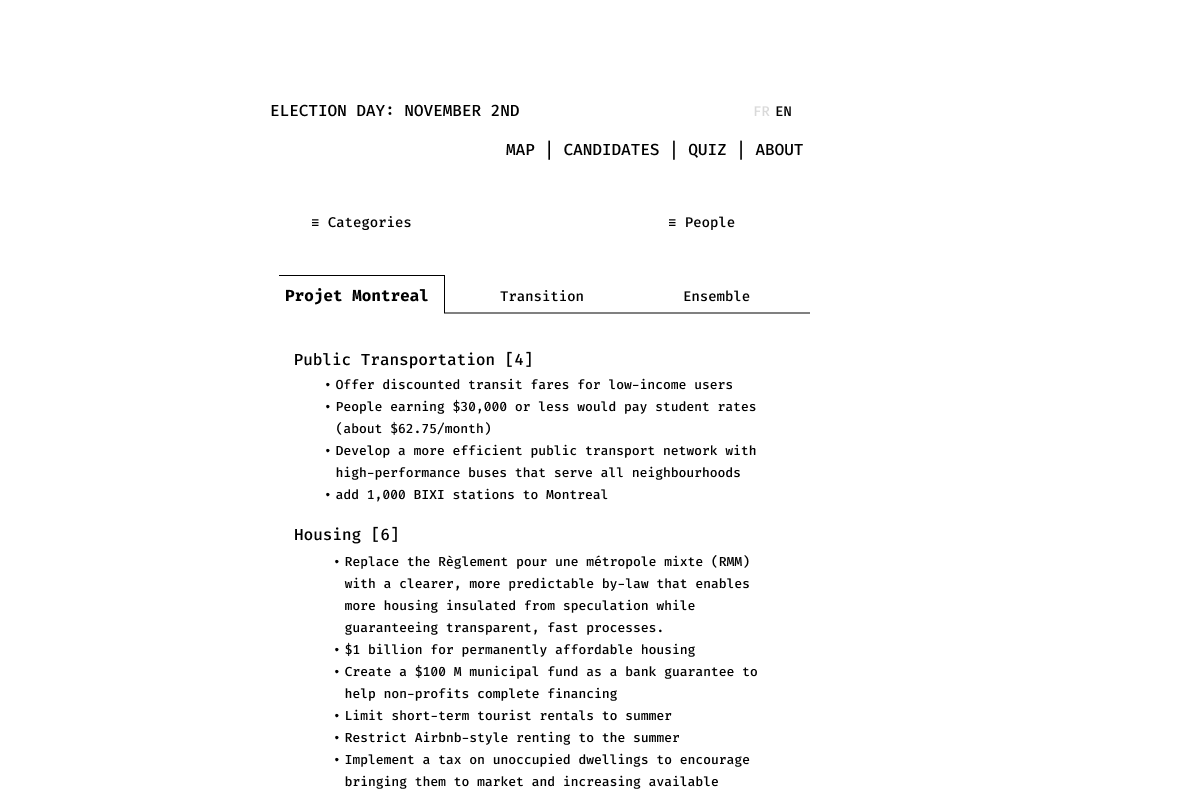 ELECTION DAY: NOVEMBER 2ND
FR EN
MAP | CANDIDATES | QUIZ | ABOUT
≡ Categories
≡ People
Projet Montreal
Transition
Ensemble
Public Transportation [4]
• Offer discounted transit fares for low-income users
• People earning $30,000 or less would pay student rates
(about $62.75/month)
• Develop a more efficient public transport network with
high-performance buses that serve all neighbourhoods
• add 1,000 BIXI stations to Montreal
Housing [6]
• Replace the Règlement pour une métropole mixte (RMM)
with a clearer, more predictable by-law that enables
more housing insulated from speculation while
guaranteeing transparent, fast processes.
• $1 billion for permanently affordable housing
• Create a $100 M municipal fund as a bank guarantee to
help non-profits complete financing
• Limit short-term tourist rentals to summer
• Restrict Airbnb-style renting to the summer
• Implement a tax on unoccupied dwellings to encourage
bringing them to market and increasing available